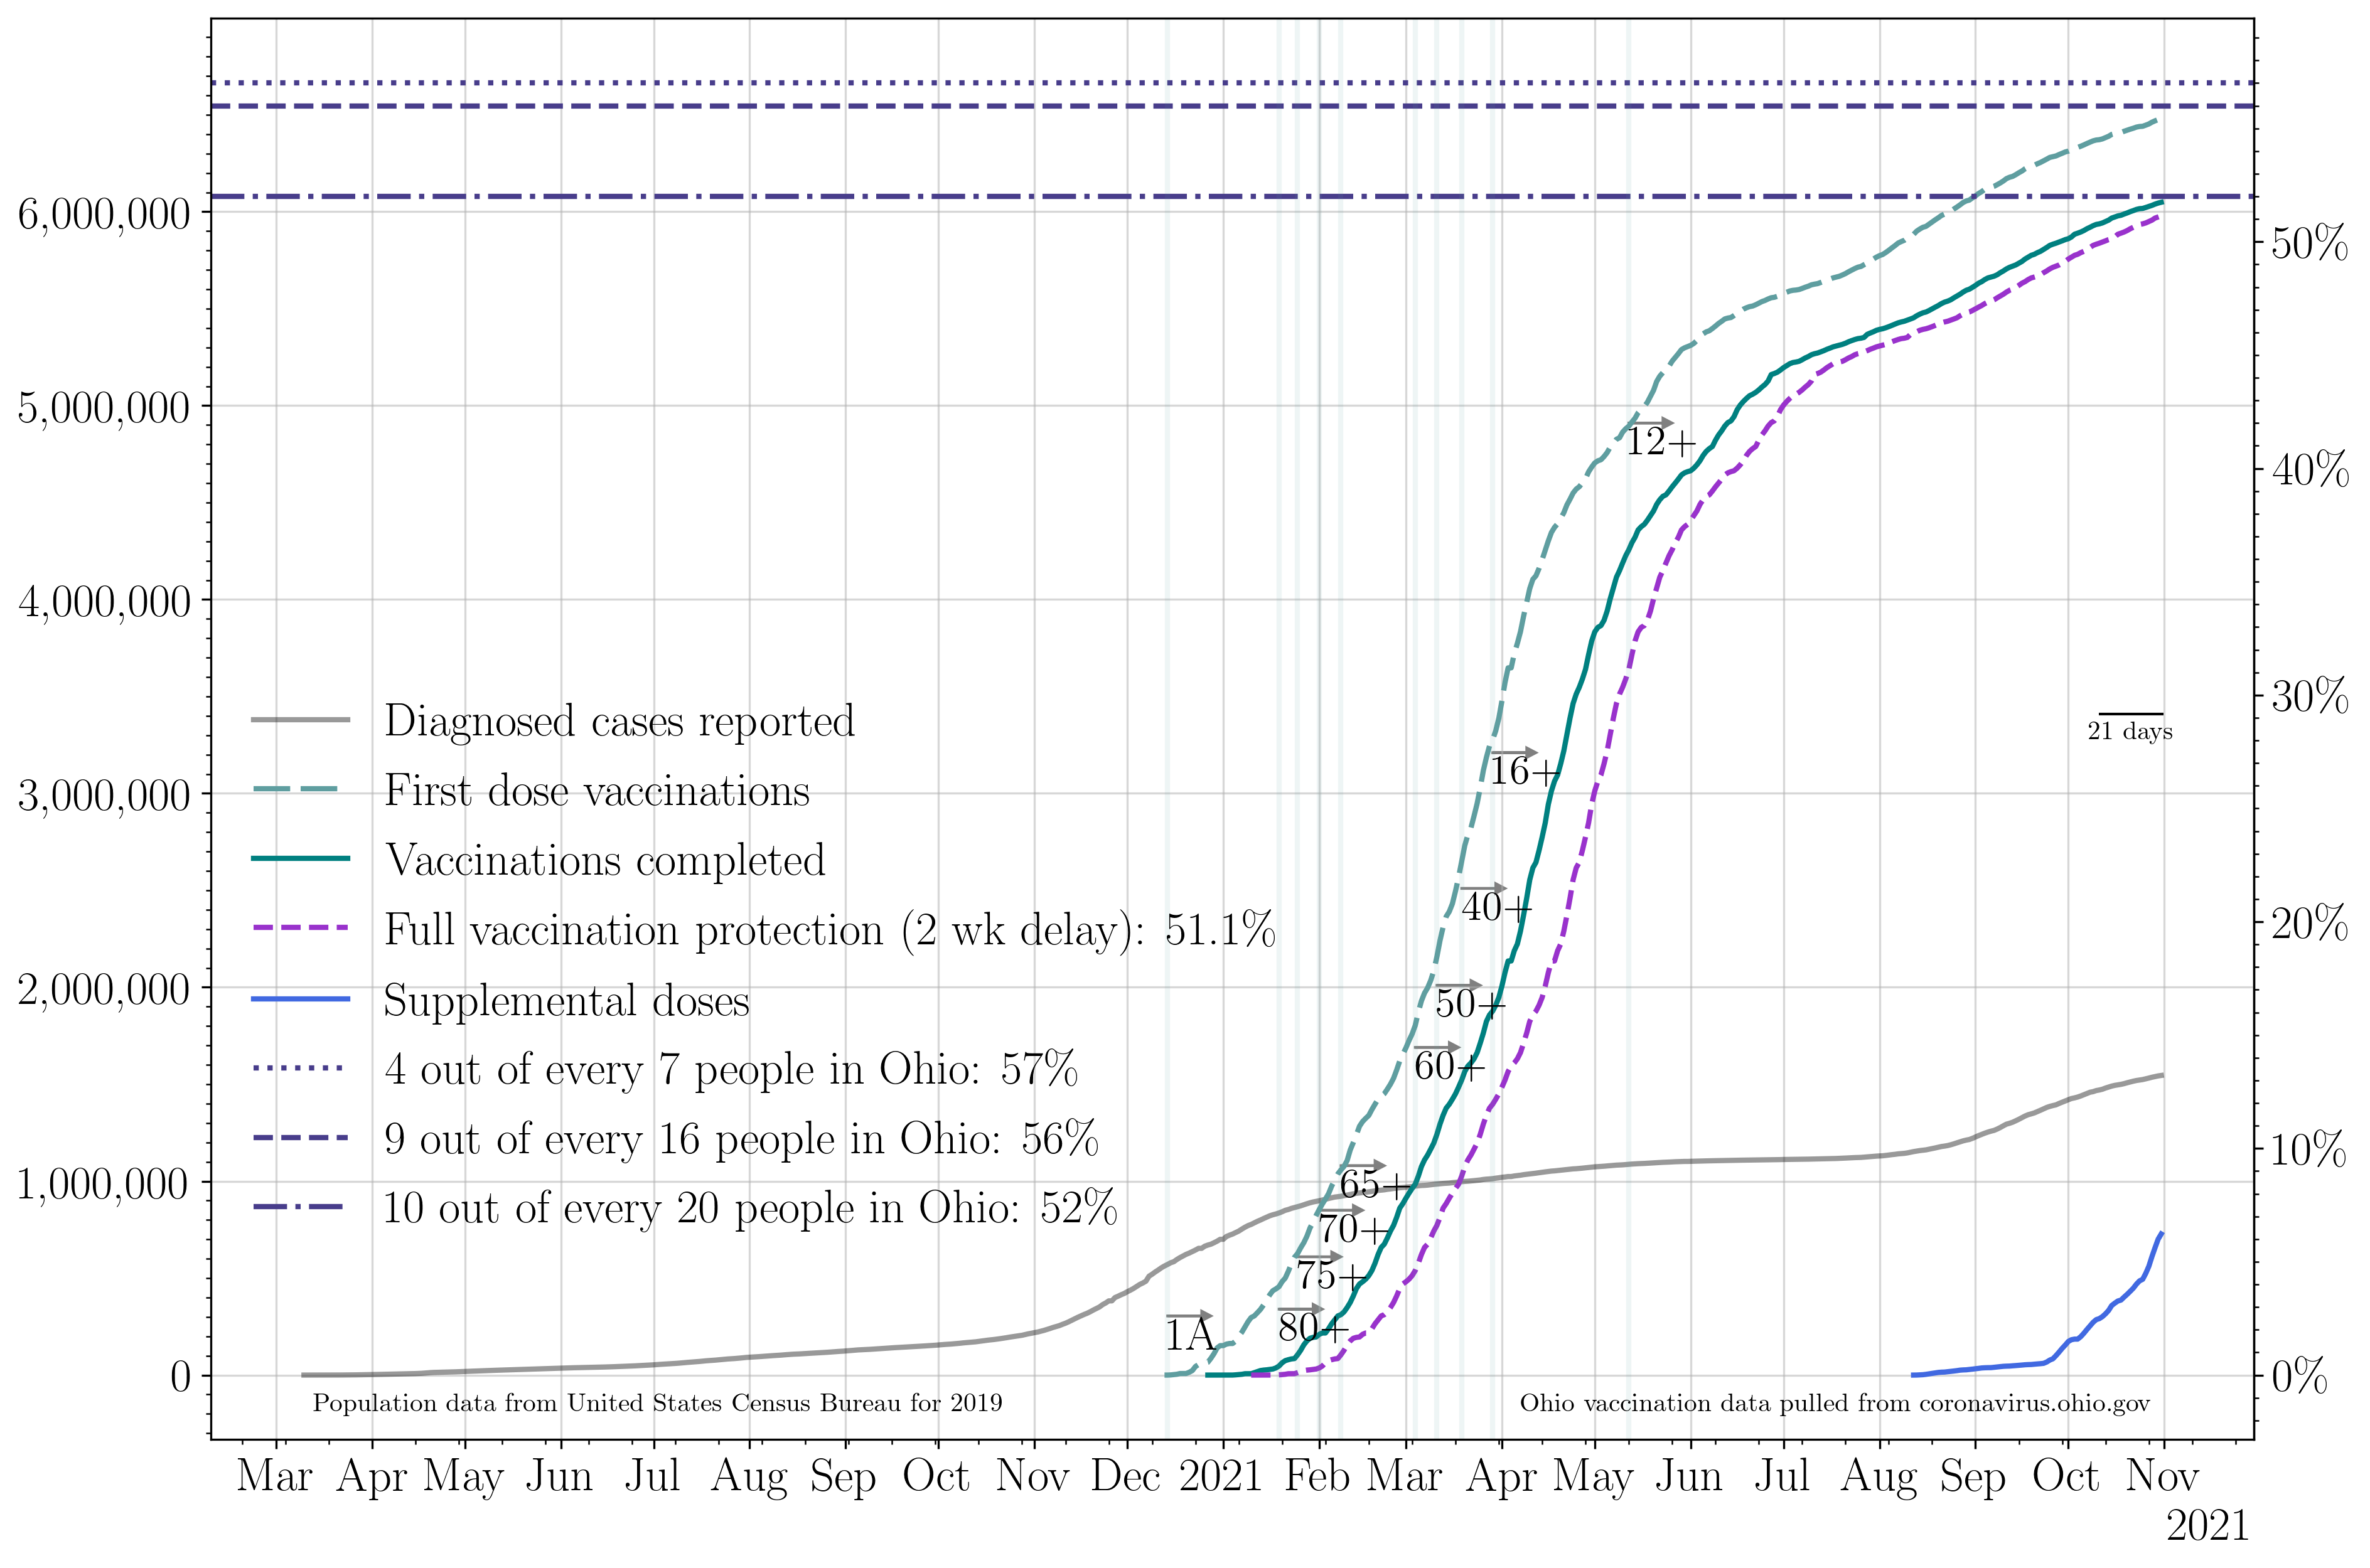 6,000,000
5,000,000
4,000,000
3,000,000
2,000,000
1,000,000
0
50%
40%
30%
20%
10%
0%
12+
16+
40+
50+
60+
65+
70+
75+
80+
1A
21 days
Diagnosed cases reported
First dose vaccinations
Vaccinations completed
Full vaccination protection (2 wk delay): 51.1%
Supplemental doses
4 out of every 7 people in Ohio: 57%
9 out of every 16 people in Ohio: 56%
10 out of every 20 people in Ohio: 52%
Population data from United States Census Bureau for 2019
Ohio vaccination data pulled from coronavirus.ohio.gov
Mar Apr May Jun Jul Aug Sep Oct Nov Dec 2021 Feb Mar Apr May Jun Jul Aug Sep Oct Nov
2021